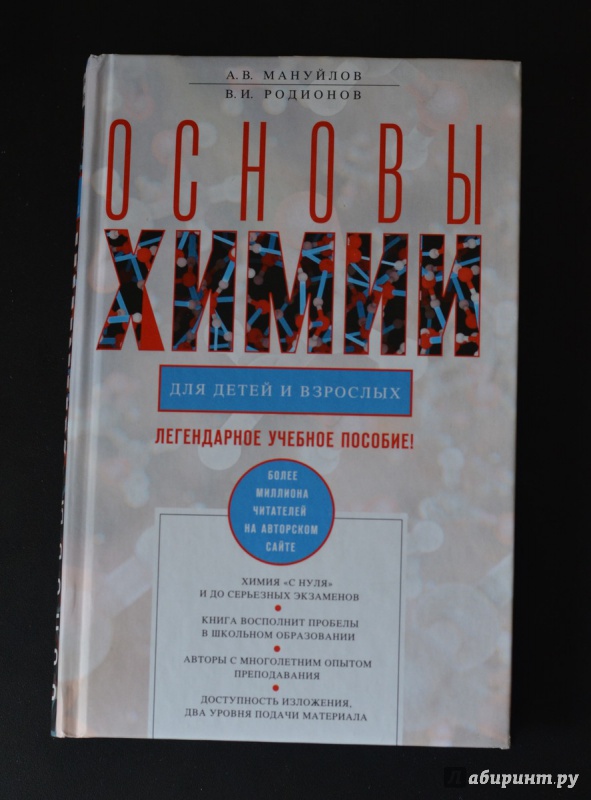 А.В. МАНУЙЛОВ
В.И. РОДИОНОВ
ОСНОВЫ
ХИМИИ
ДЛЯ ДЕТЕЙ И ВЗРОСЛЫХ
ЛЕГЕНДАРНОЕ УЧЕБНОЕ ПОСОБИЕ!
БОЛЕЕ
МИЛЛИОНА
ЧИТАТЕЛЕЙ
НА АВТОРСКОМ
САЙТЕ
ХИМИЯ «С НУЛЯ»
И ДО СЕРЬЕЗНЫХ ЭКЗАМЕНОВ
КНИГА ВОСПОЛНИТ ПРОБЕЛЫ
В ШКОЛЬНОМ ОБРАЗОВАНИИ
АВТОРЫ С МНОГОЛЕТНИМ ОПЫТОМ
ПРЕПОДАВАНИЯ
ДОСТУПНОСТЬ ИЗЛОЖЕНИЯ,
ДВА УРОВНЯ ПОДАЧИ МАТЕРИАЛА
Лабиринт.ру